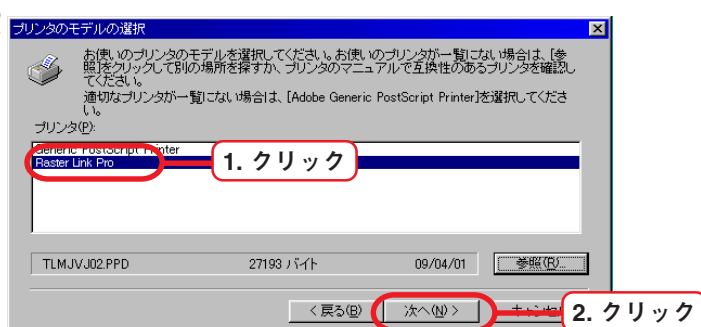 プリンタのモデルの選択
お使いのプリンタのモデルを選択してください。お使いのプリンタが一覧にない場合は、[参
照]をクリックして別の場所を探すか、プリンタのマニュアルで互換性のあるプリンタを確認し
てください。
適切なプリンタが一覧にない場合は、[Adobe Generic PostScript Printer]を選択してくださ
い。
プリンタ(P):
Generic PostScript Printer
Raster Link Pro
1. クリック
TLMJVJ02.PPD 27193 バイト 09/04/01 参照(R)...
< 戻る(B) 次へ(N) >
2. クリック